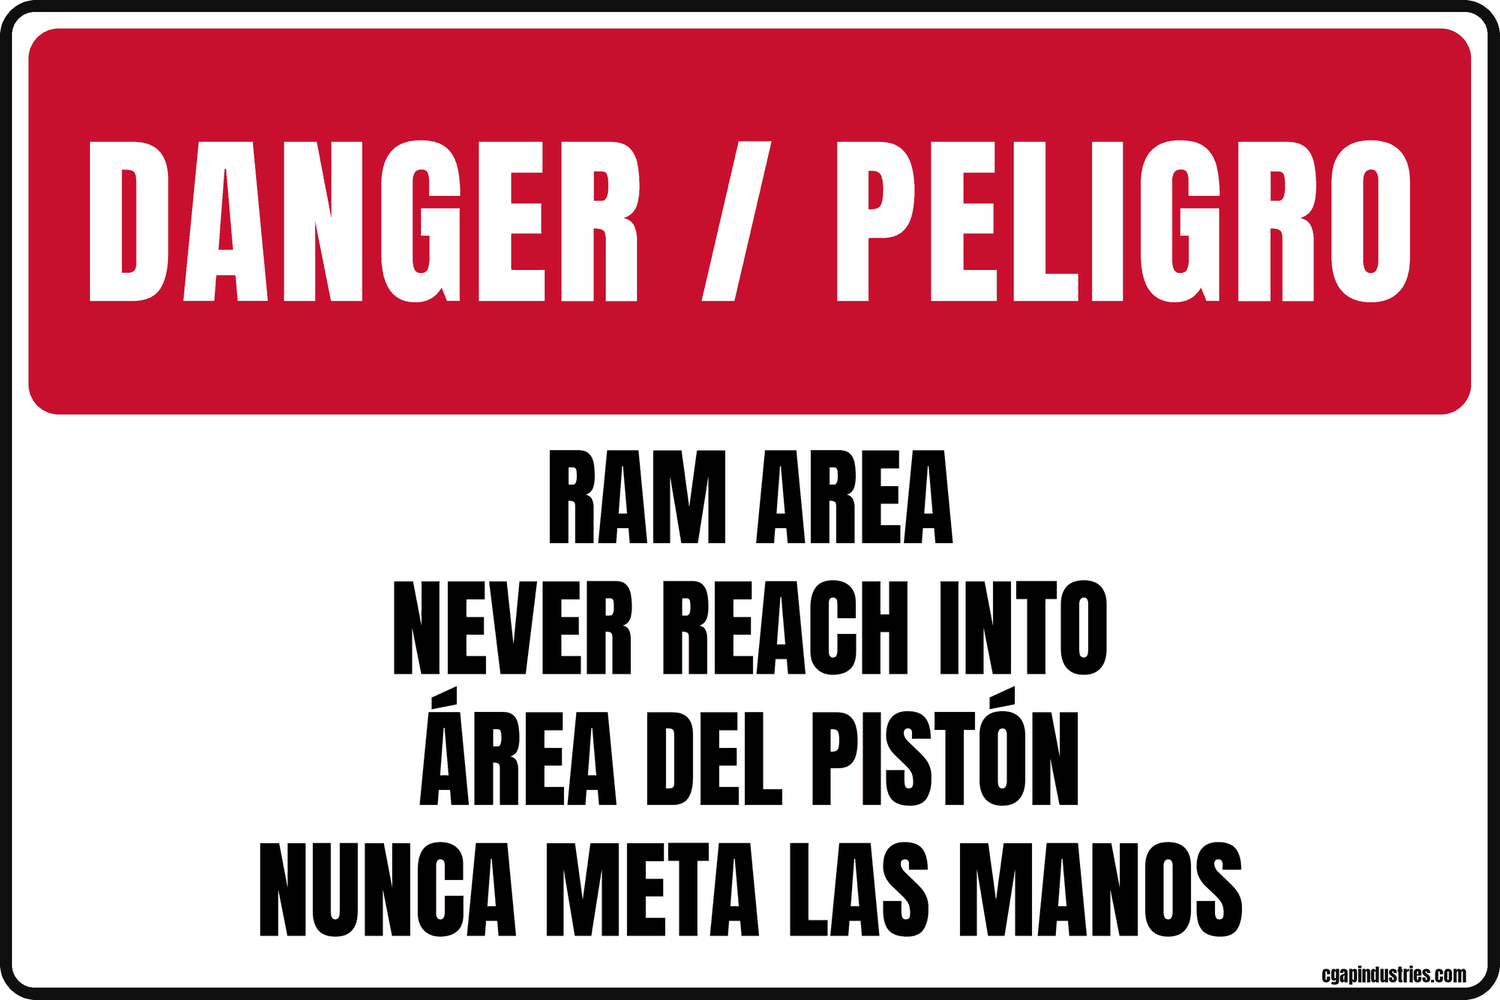 DANGER / PELIGRO
RAM AREA
NEVER REACH INTO
ÁREA DEL PISTÓN
NUNCA META LAS MANOS
cgapindustries.com